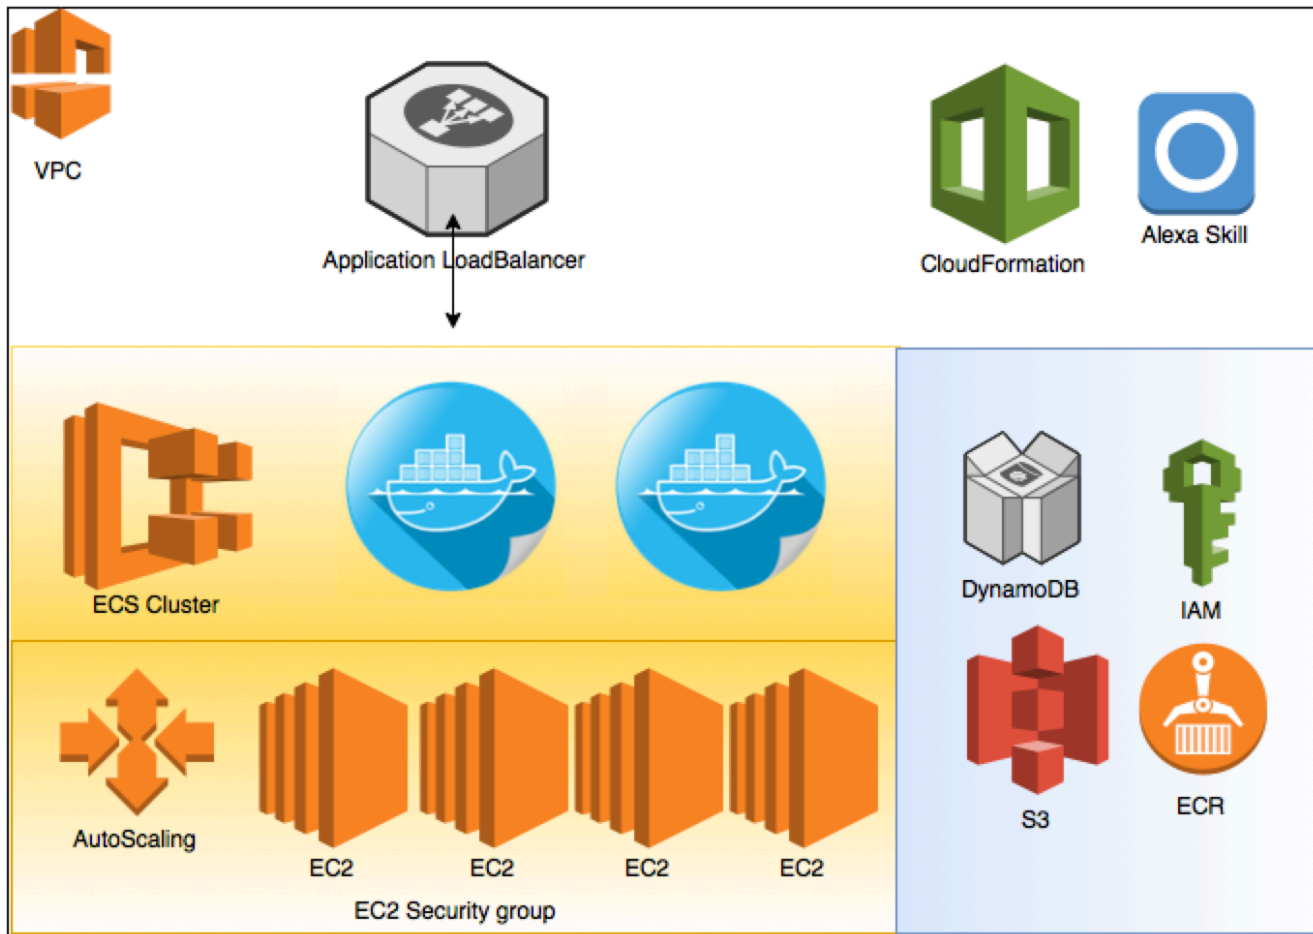 VPC
Application LoadBalancer
CloudFormation
Alexa Skill
ECS Cluster
DynamoDB
IAM
AutoScaling
EC2
EC2
EC2
EC2
S3
ECR
EC2 Security group